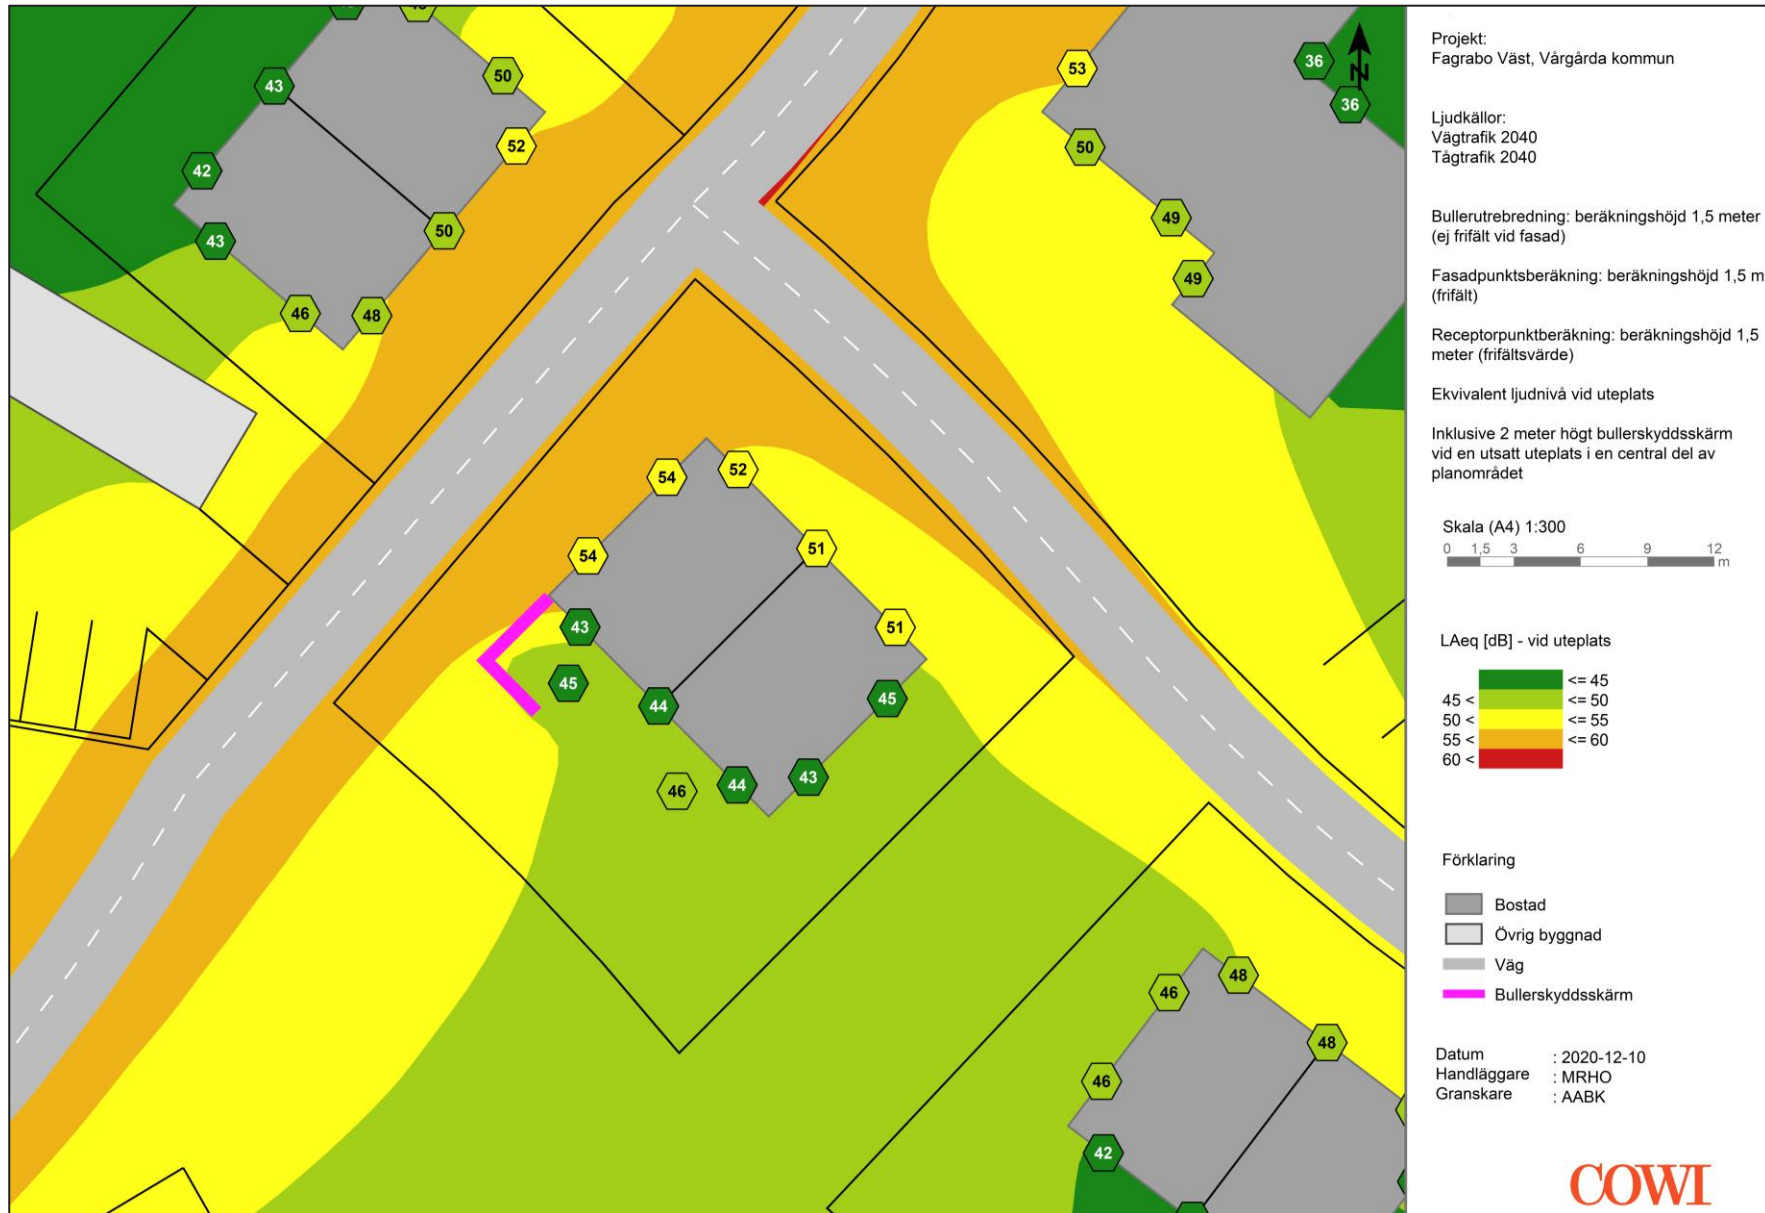 Projekt:
Fagrabo Väst, Vårgårda kommun
Ljudkällor:
Vägtrafik 2040
Tågtrafik 2040
Bullerutrebredning: beräkningshöjd 1,5 meter
(ej frifält vid fasad)
Fasadpunktsberäkning: beräkningshöjd 1,5 m
(frifält)
Receptorpunktberäkning: beräkningshöjd 1,5
meter (frifältsvärde)
Ekvivalent ljudnivå vid uteplats
Inklusive 2 meter högt bullerskyddsskärm
vid en utsatt uteplats i en central del av
planområdet
Skala (A4) 1:300
0 1,5 3 6 9 12
m
LAeq [dB] - vid uteplats
<= 45
45 < <= 50
50 < <= 55
55 < <= 60
60 <
Förklaring
Bostad
Övrig byggnad
Väg
Bullerskyddsskärm
Datum : 2020-12-10
Handläggare : MRHO
Granskare : AABK
COWI
N
43
50
52
42
43
50
46
48
53
50
49
49
36
36
54
52
54
51
43
51
45
44
45
46
44
43
46
48
48
46
42